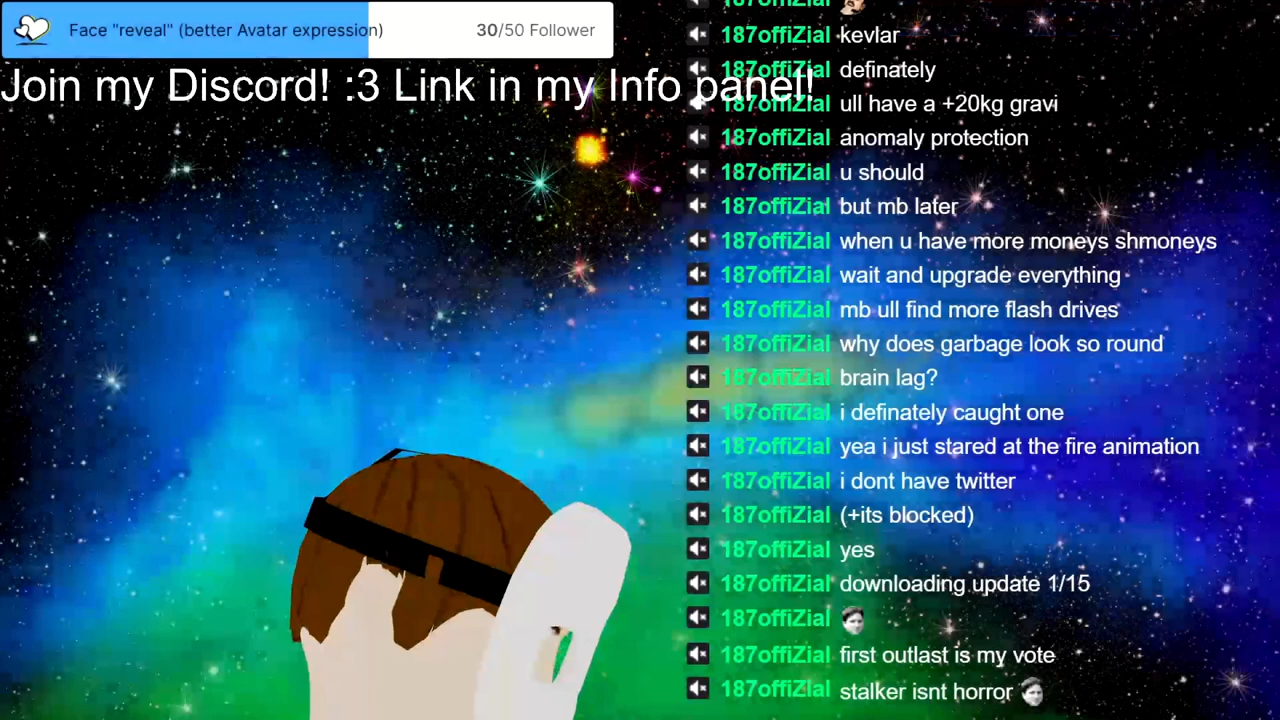 Face "reveal" (better Avatar expression) 30/50 Follower
Join my Discord! :3 Link in my Info panel!
187offiZial
187offiZial kevlar
187offiZial definately
187offiZial ull have a +20kg gravi
187offiZial anomaly protection
187offiZial u should
187offiZial but mb later
187offiZial when u have more moneys shmoneys
187offiZial wait and upgrade everything
187offiZial mb ull find more flash drives
187offiZial why does garbage look so round
187offiZial brain lag?
187offiZial i definately caught one
187offiZial yea i just stared at the fire animation
187offiZial i dont have twitter
187offiZial (+its blocked)
187offiZial yes
187offiZial downloading update 1/15
187offiZial
187offiZial first outlast is my vote
187offiZial stalker isnt horror